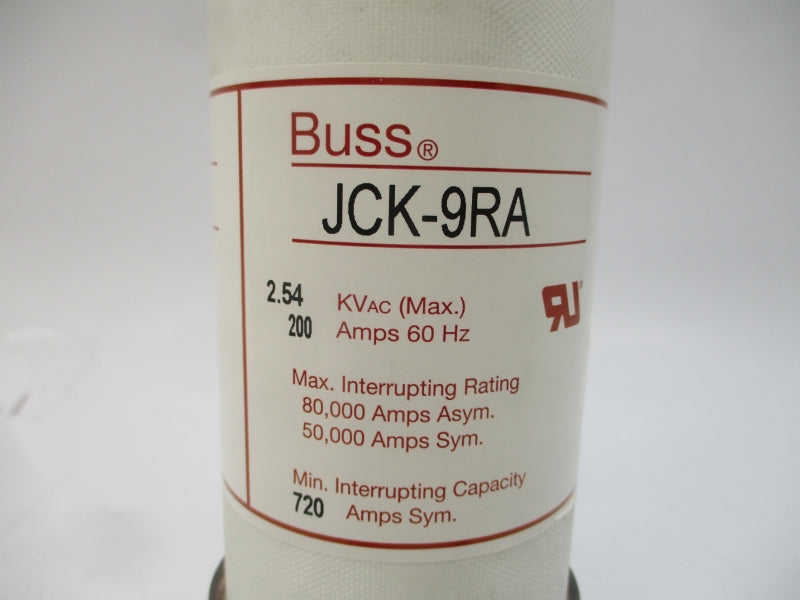 Buss®
JCK-9RA
2.54 KVAC (Max.)
200 Amps 60 Hz
RU®
Max. Interrupting Rating
80,000 Amps Asym.
50,000 Amps Sym.
Min. Interrupting Capacity
720 Amps Sym.